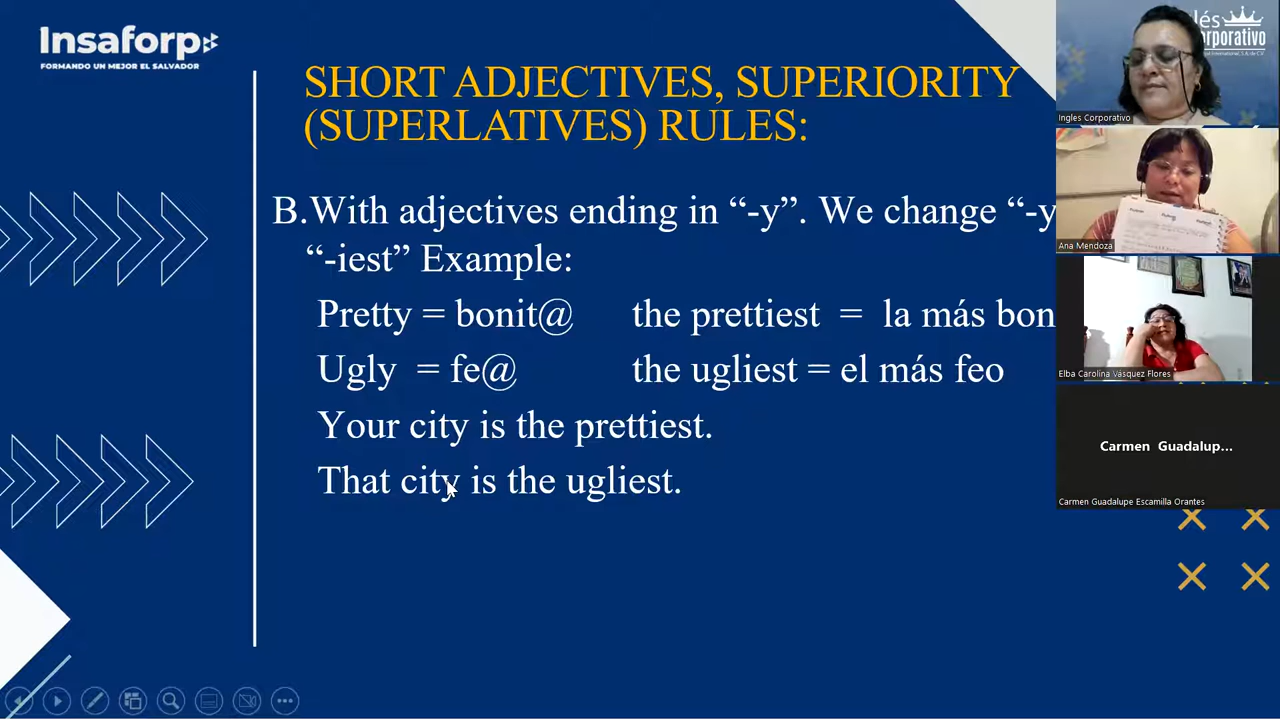 Insaforp
FORMANDO UN MEJOR EL SALVADOR
SHORT ADJECTIVES, SUPERIORITY
(SUPERLATIVES) RULES:
B.With adjectives ending in “-y”. We change “-y
“-iest” Example:
Pretty = bonit@ the prettiest = la más bon
Ugly = fe@ the ugliest = el más feo
Your city is the prettiest.
That city is the ugliest.
Ingles Corporativo
Ana Mendoza
Elba Carolina Vásquez Flores
Carmen Guadalup...
Carmen Guadalupe Escamilla Orantes